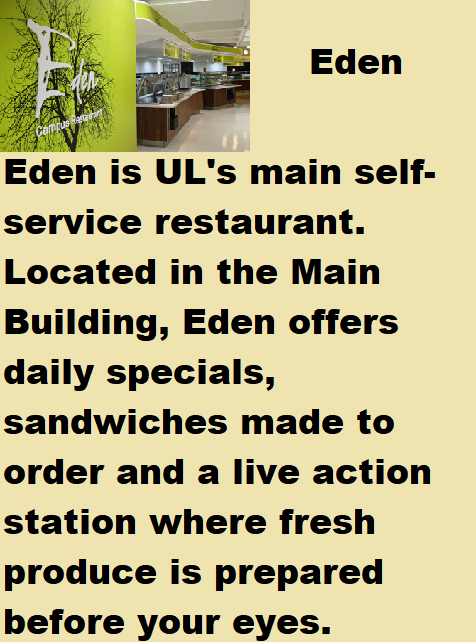 Eden
Campus Restaurant
Eden
Eden is UL's main self-
service restaurant.
Located in the Main
Building, Eden offers
daily specials,
sandwiches made to
order and a live action
station where fresh
produce is prepared
before your eyes.